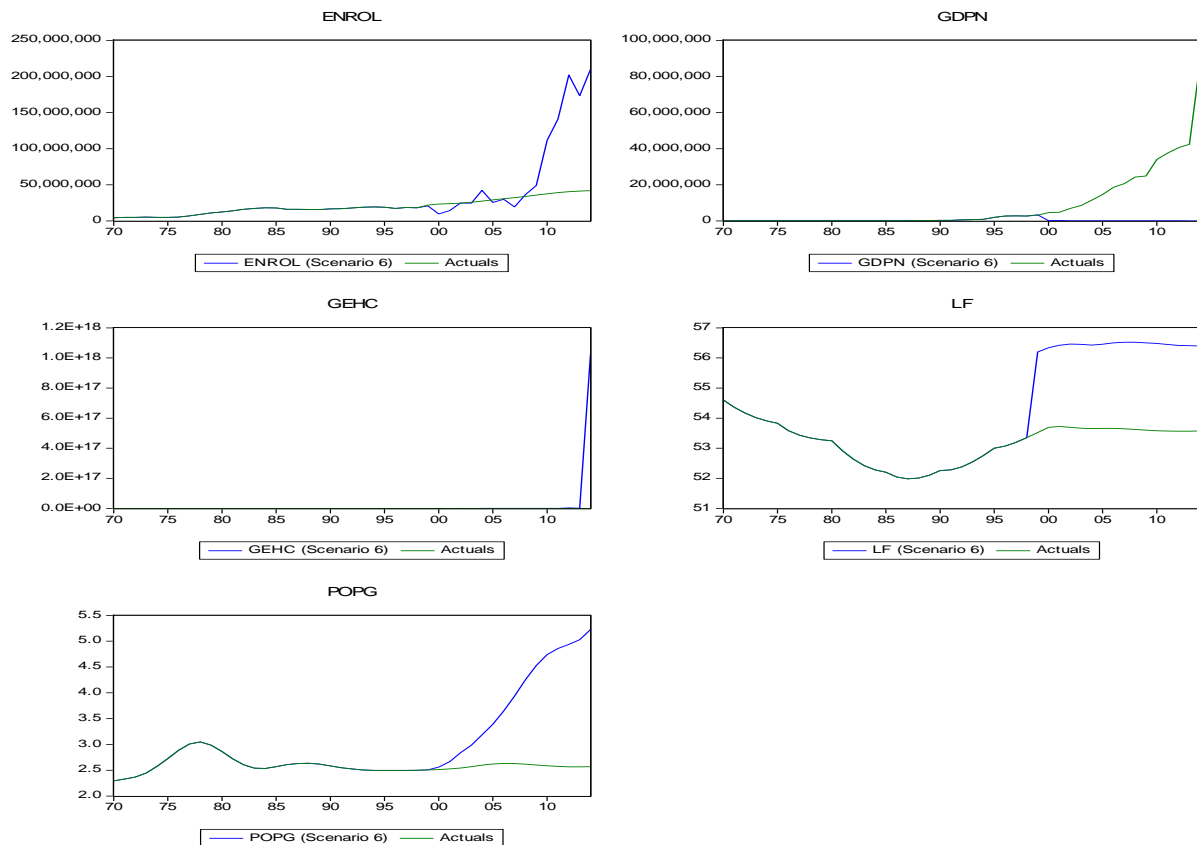 ENROL
250,000,000
200,000,000
150,000,000
100,000,000
50,000,000
0
70 75 80 85 90 95 00 05 10
ENROL (Scenario 6) Actuals
GDPN
100,000,000
80,000,000
60,000,000
40,000,000
20,000,000
0
70 75 80 85 90 95 00 05 10
GDPN (Scenario 6) Actuals
GEHC
1.2E+18
1.0E+18
8.0E+17
6.0E+17
4.0E+17
2.0E+17
0.0E+00
70 75 80 85 90 95 00 05 10
GEHC (Scenario 6) Actuals
LF
57
56
55
54
53
52
51
70 75 80 85 90 95 00 05 10
LF (Scenario 6) Actuals
POPG
5.5
5.0
4.5
4.0
3.5
3.0
2.5
2.0
70 75 80 85 90 95 00 05 10
POPG (Scenario 6) Actuals